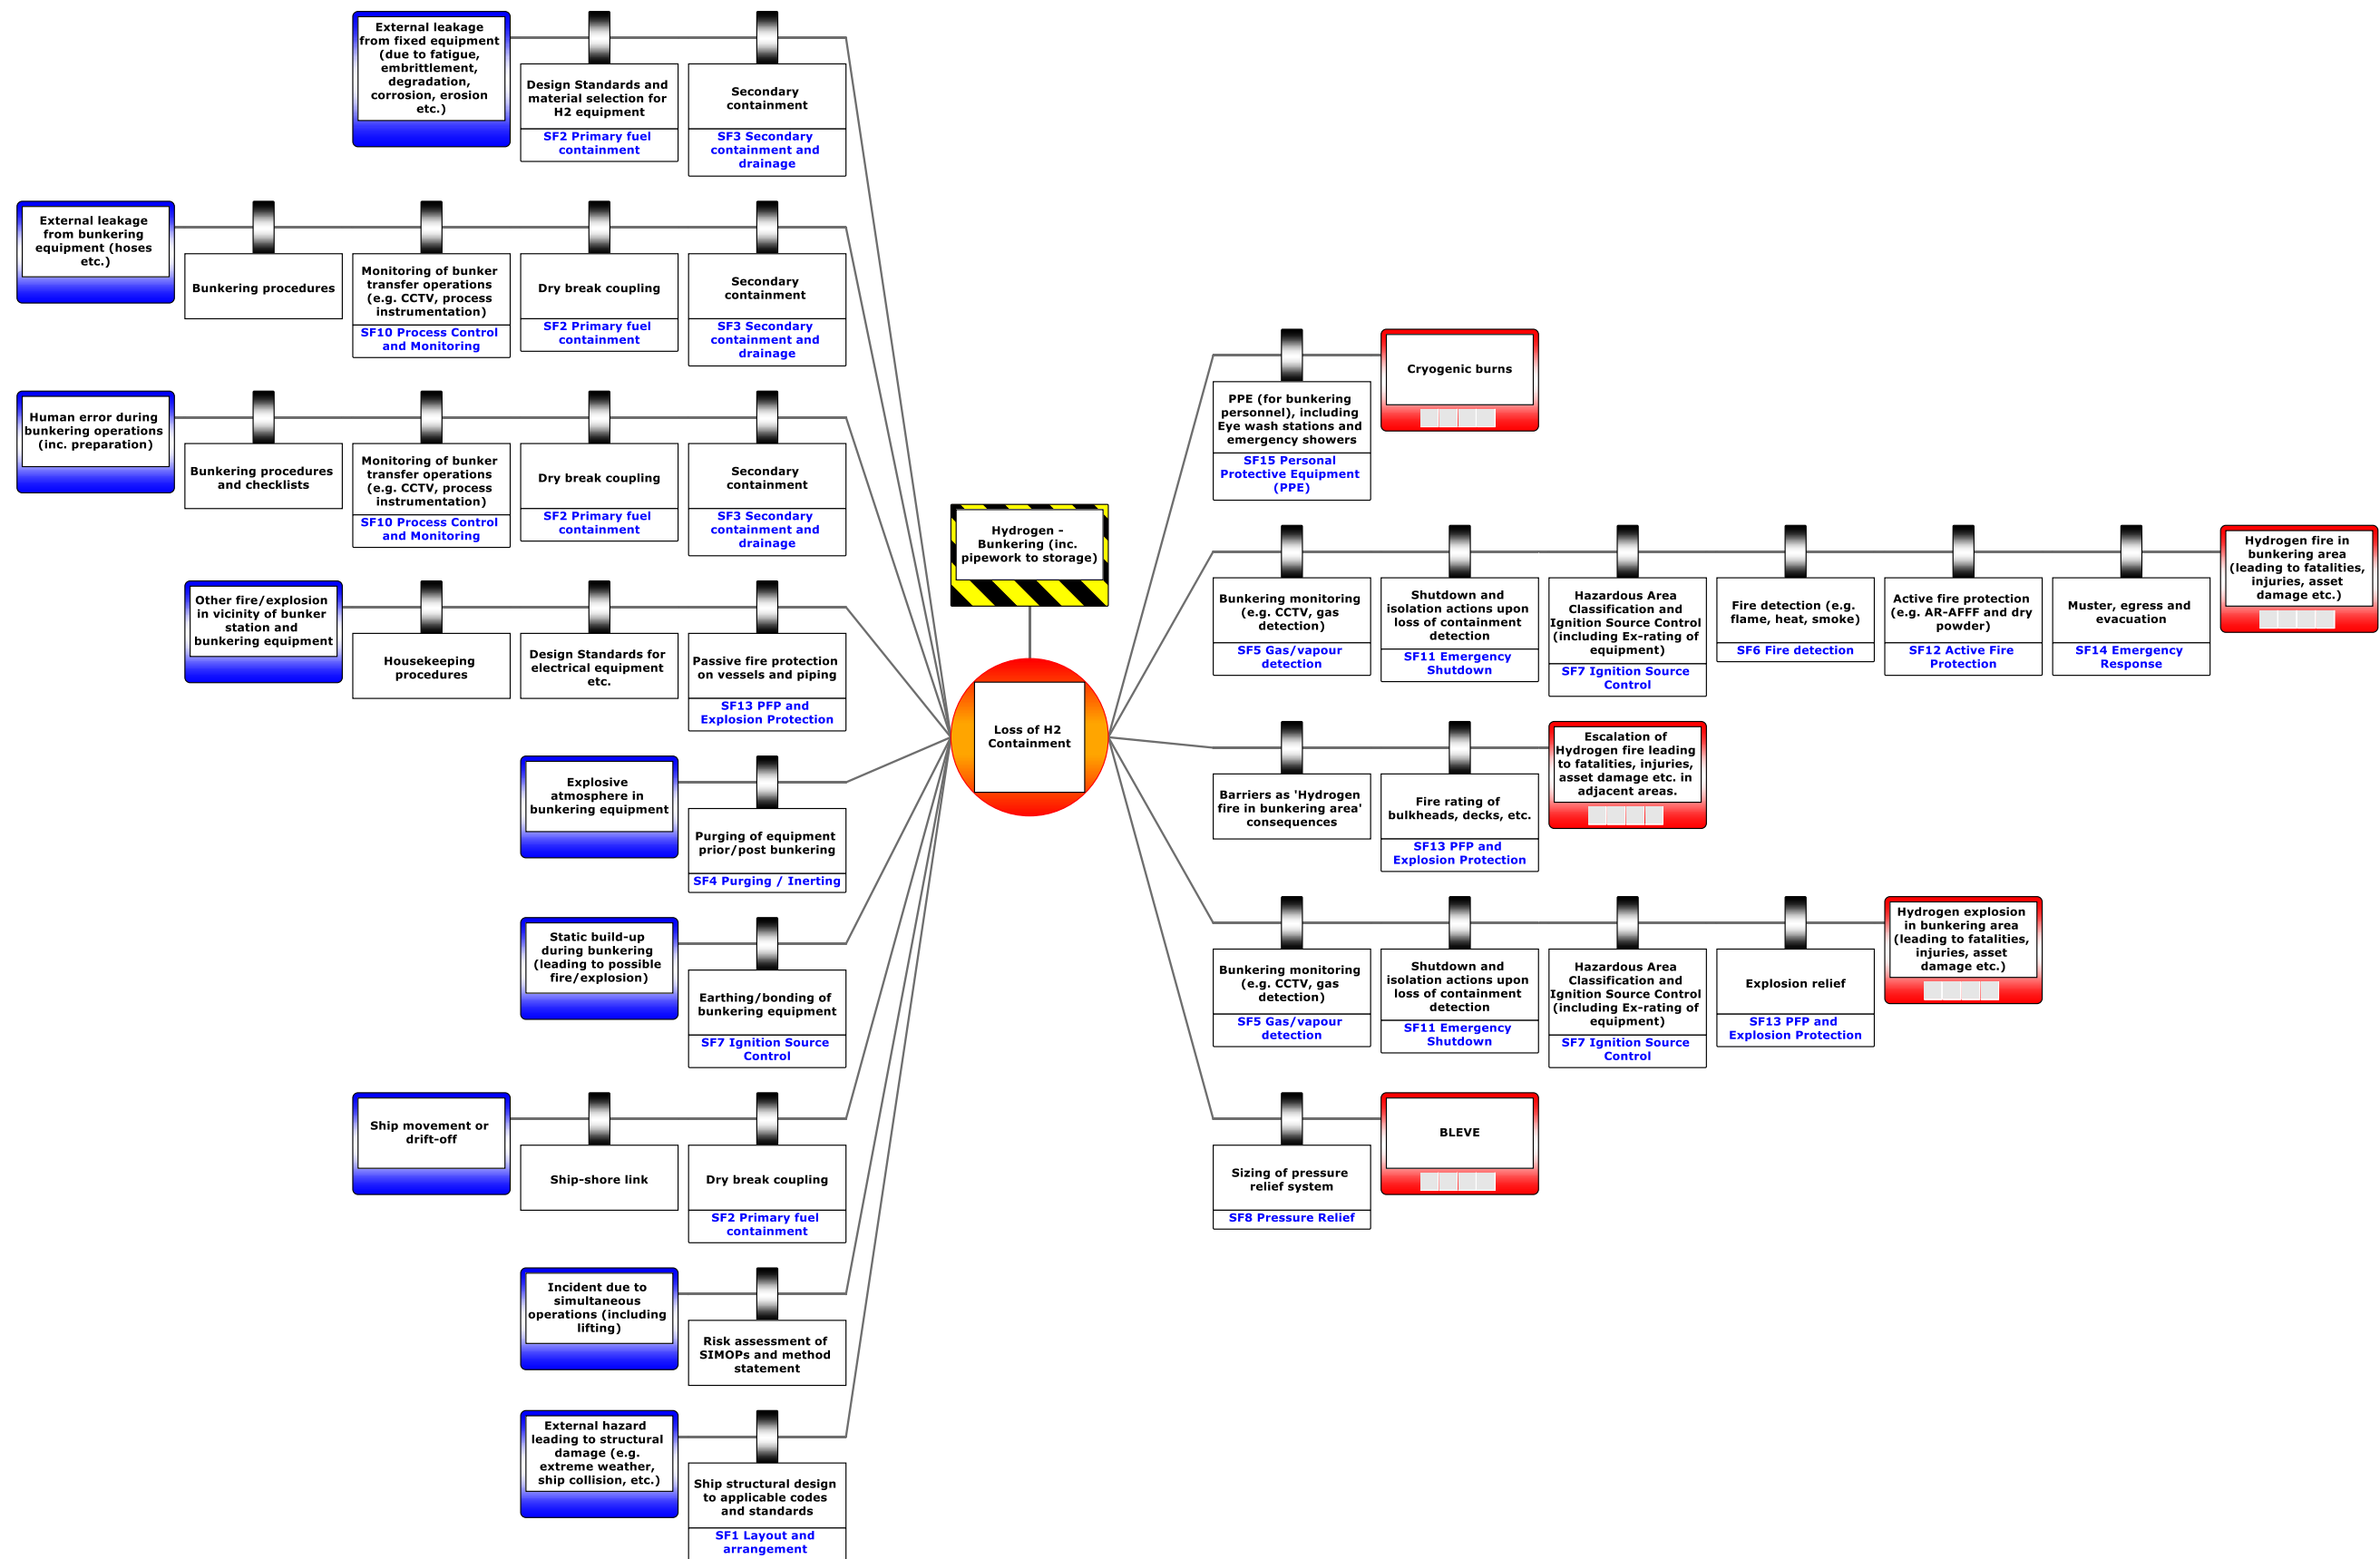 External leakage
from fixed equipment
(due to fatigue,
embrittlement,
degradation,
corrosion, erosion
etc.)
Design Standards and
material selection for
H2 equipment
SF2 Primary fuel
containment
Secondary
containment
SF3 Secondary
containment and
drainage
External leakage
from bunkering
equipment (hoses
etc.)
Bunkering procedures
Monitoring of bunker
transfer operations
(e.g. CCTV, process
instrumentation)
SF10 Process Control
and Monitoring
Dry break coupling
SF2 Primary fuel
containment
Secondary
containment
SF3 Secondary
containment and
drainage
Human error during
bunkering operations
(inc. preparation)
Bunkering procedures
and checklists
Monitoring of bunker
transfer operations
(e.g. CCTV, process
instrumentation)
SF10 Process Control
and Monitoring
Dry break coupling
SF2 Primary fuel
containment
Secondary
containment
SF3 Secondary
containment and
drainage
Other fire/explosion
in vicinity of bunker
station and
bunkering equipment
Housekeeping
procedures
Design Standards for
electrical equipment
etc.
Passive fire protection
on vessels and piping
SF13 PFP and
Explosion Protection
Explosive
atmosphere in
bunkering equipment
Purging of equipment
prior/post bunkering
SF4 Purging / Inerting
Static build-up
during bunkering
(leading to possible
fire/explosion)
Earthing/bonding of
bunkering equipment
SF7 Ignition Source
Control
Ship movement or
drift-off
Ship-shore link
Dry break coupling
SF2 Primary fuel
containment
Incident due to
simultaneous
operations (including
lifting)
Risk assessment of
SIMOPs and method
statement
External hazard
leading to structural
damage (e.g.
extreme weather,
ship collision, etc.)
Ship structural design
to applicable codes
and standards
SF1 Layout and
arrangement
Hydrogen -
Bunkering (inc.
pipework to storage)
Loss of H2
Containment
PPE (for bunkering
personnel), including
Eye wash stations and
emergency showers
SF15 Personal
Protective Equipment
(PPE)
Cryogenic burns
Bunkering monitoring
(e.g. CCTV, gas
detection)
SF5 Gas/vapour
detection
Shutdown and
isolation actions upon
loss of containment
detection
SF11 Emergency
Shutdown
Hazardous Area
Classification and
Ignition Source Control
(including Ex-rating of
equipment)
SF7 Ignition Source
Control
Fire detection (e.g.
flame, heat, smoke)
SF6 Fire detection
Active fire protection
(e.g. AR-AFFF and dry
powder)
SF12 Active Fire
Protection
Muster, egress and
evacuation
SF14 Emergency
Response
Hydrogen fire in
bunkering area
(leading to fatalities,
injuries, asset
damage etc.)
Barriers as 'Hydrogen
fire in bunkering area'
consequences
Fire rating of
bulkheads, decks, etc.
SF13 PFP and
Explosion Protection
Escalation of
Hydrogen fire leading
to fatalities, injuries,
asset damage etc. in
adjacent areas.
Bunkering monitoring
(e.g. CCTV, gas
detection)
SF5 Gas/vapour
detection
Shutdown and
isolation actions upon
loss of containment
detection
SF11 Emergency
Shutdown
Hazardous Area
Classification and
Ignition Source Control
(including Ex-rating of
equipment)
SF7 Ignition Source
Control
Explosion relief
SF13 PFP and
Explosion Protection
Hydrogen explosion
in bunkering area
(leading to fatalities,
injuries, asset
damage etc.)
Sizing of pressure
relief system
SF8 Pressure Relief
BLEVE